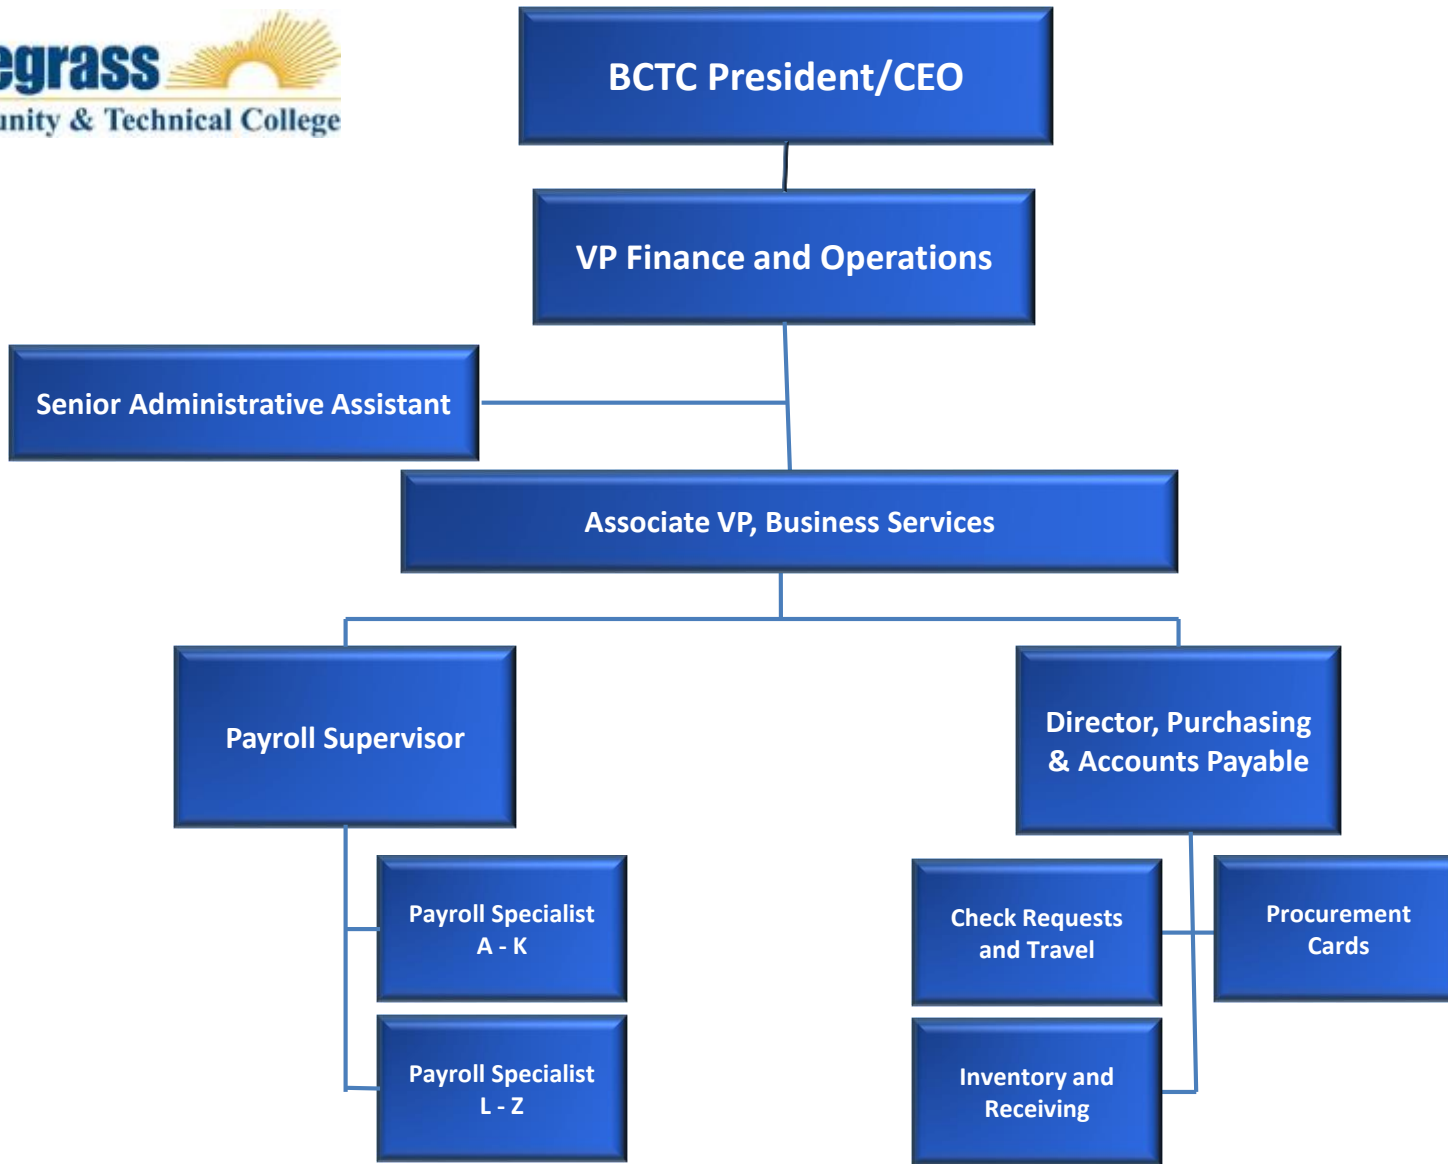 egrass
unity & Technical College
BCTC President/CEO
VP Finance and Operations
Senior Administrative Assistant
Associate VP, Business Services
Payroll Supervisor
Director, Purchasing
& Accounts Payable
Payroll Specialist
A - K
Check Requests
and Travel
Procurement
Cards
Payroll Specialist
L - Z
Inventory and
Receiving